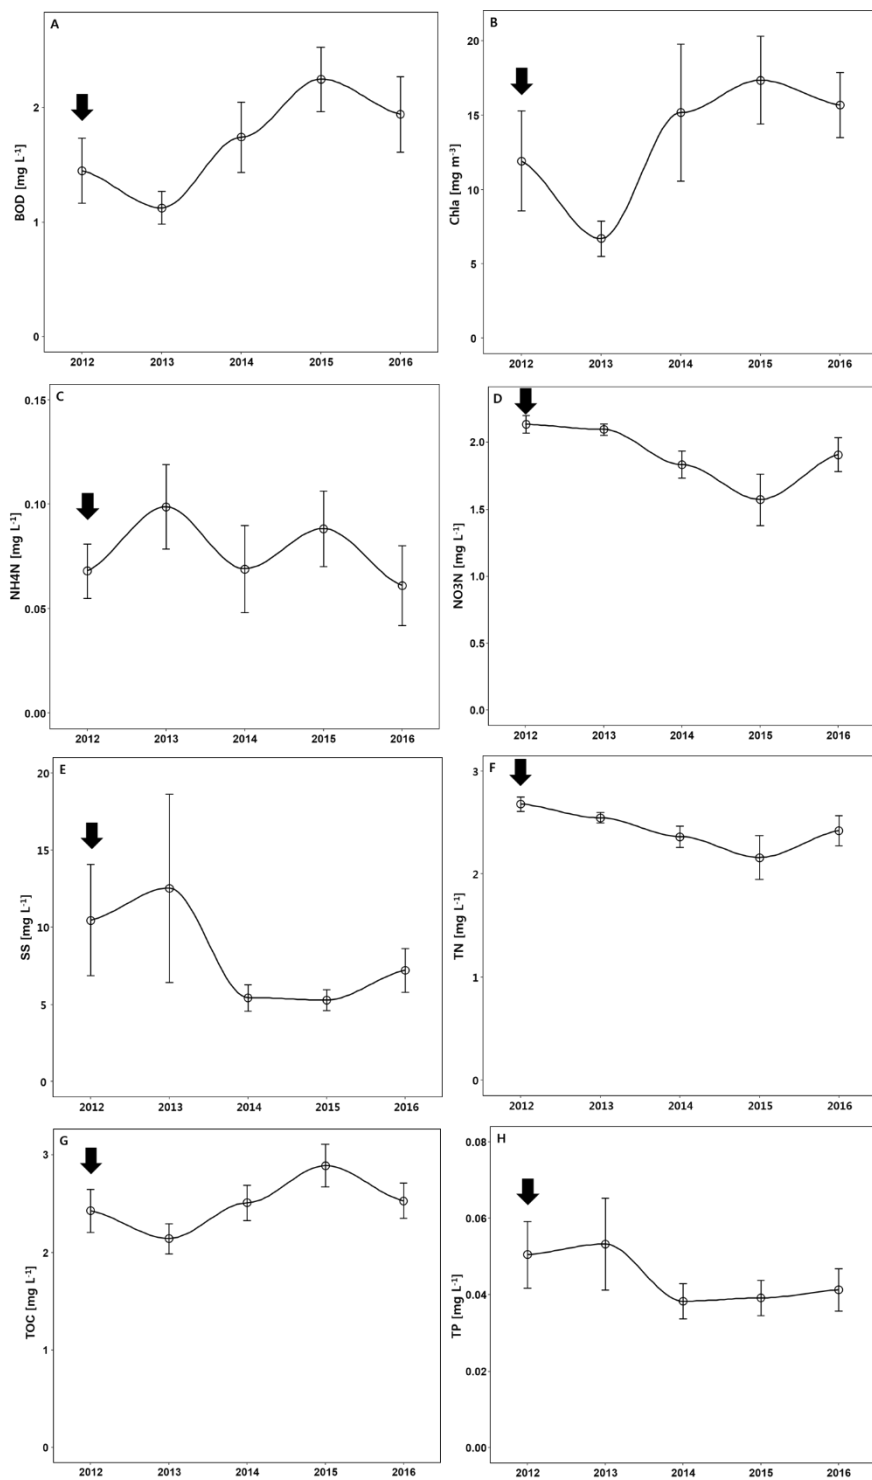 A
BOD [mg L⁻¹]
2
1
0
2012 2013 2014 2015 2016
B
Chla [mg m⁻³]
20
15
10
5
0
2012 2013 2014 2015 2016
C
NH4N [mg L⁻¹]
0.15
0.10
0.05
0.00
2012 2013 2014 2015 2016
D
NO3N [mg L⁻¹]
2.0
1.5
1.0
0.5
0.0
2012 2013 2014 2015 2016
E
SS [mg L⁻¹]
20
15
10
5
0
2012 2013 2014 2015 2016
F
TN [mg L⁻¹]
3
2
1
0
2012 2013 2014 2015 2016
G
TOC [mg L⁻¹]
3
2
1
0
2012 2013 2014 2015 2016
H
TP [mg L⁻¹]
0.08
0.06
0.04
0.02
0.00
2012 2013 2014 2015 2016